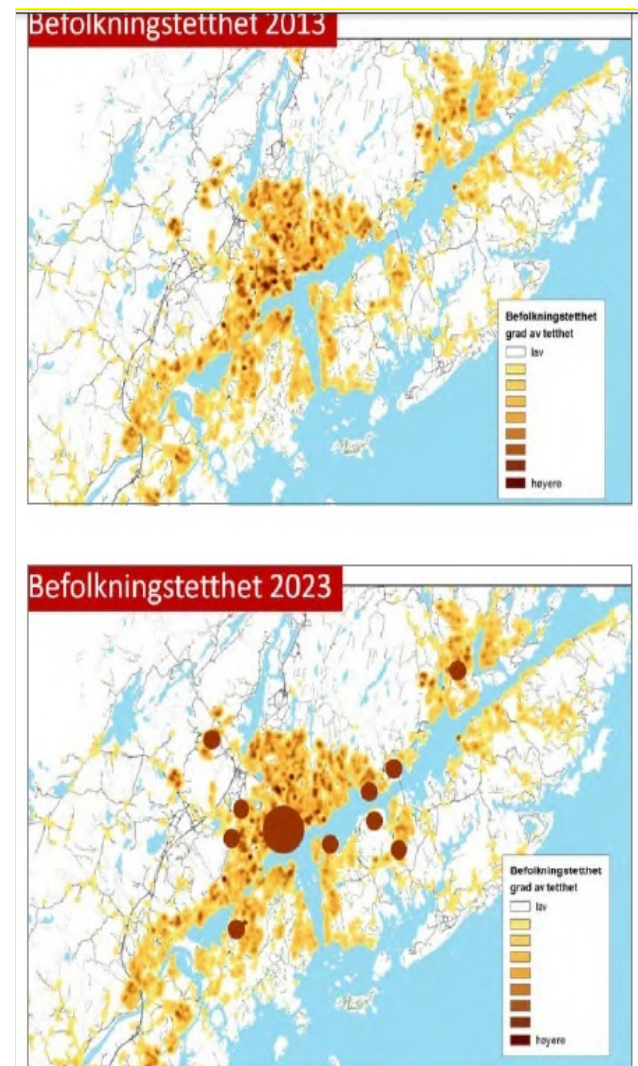 Befolkningstetthet 2013
Befolkningstetthet
grad av tetthet
lav
høyere
Befolkningstetthet 2023
Befolkningstetthet
grad av tetthet
lav
høyere